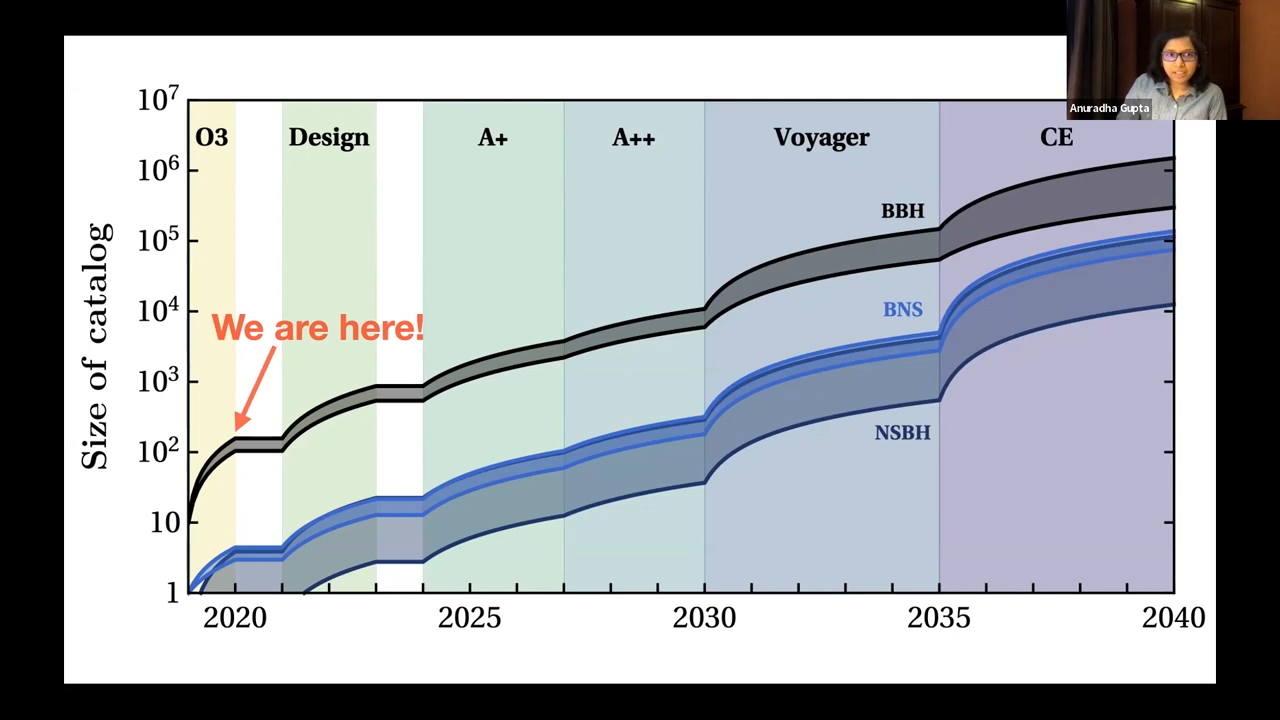 Anuradha Gupta
10⁷
10⁶
10⁵
10⁴
10³
10²
10
1
Size of catalog
O3 Design A+ A++ Voyager CE
BBH
BNS
We are here!
NSBH
2020 2025 2030 2035 2040